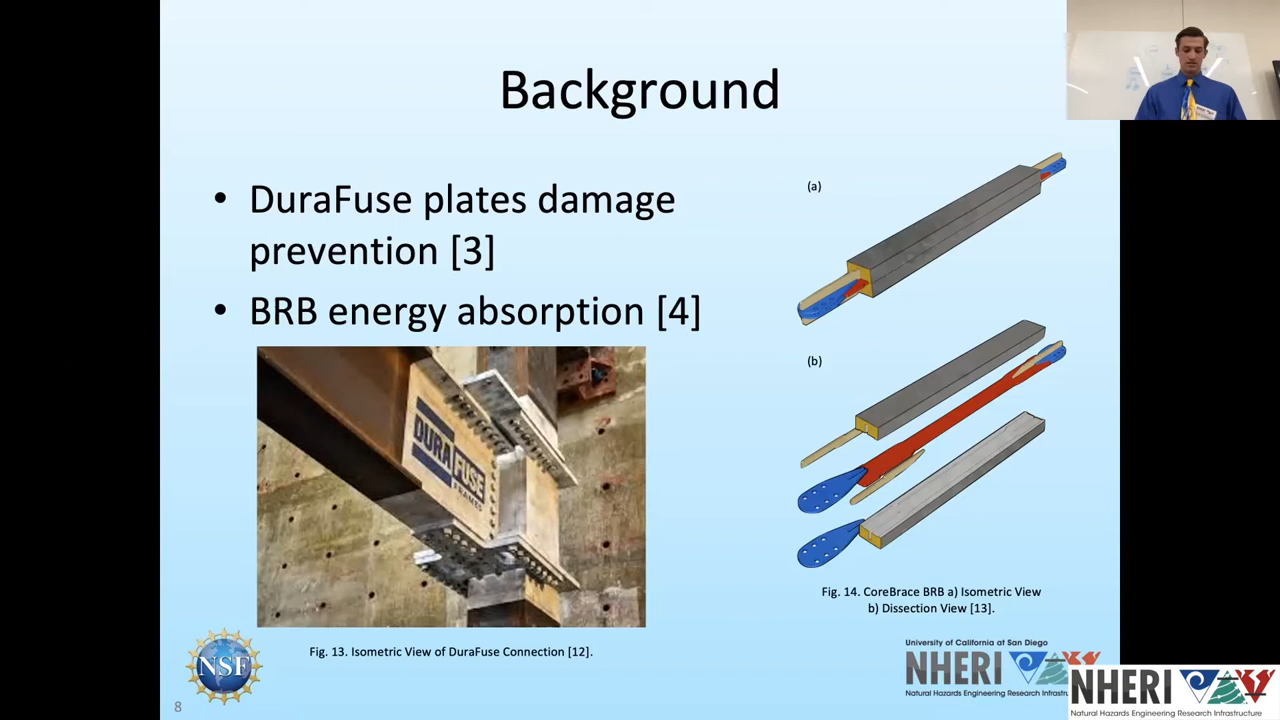 Background
• DuraFuse plates damage
prevention [3]
• BRB energy absorption [4]
DURA FUSE
FRAMES
Fig. 13. Isometric View of DuraFuse Connection [12].
(a)
(b)
Fig. 14. CoreBrace BRB a) Isometric View
b) Dissection View [13].
NSF
University of California at San Diego
NHERI
Natural Hazards Engineering Research Infrastru
NHERI
Natural Hazards Engineering Research Infrastructure
8